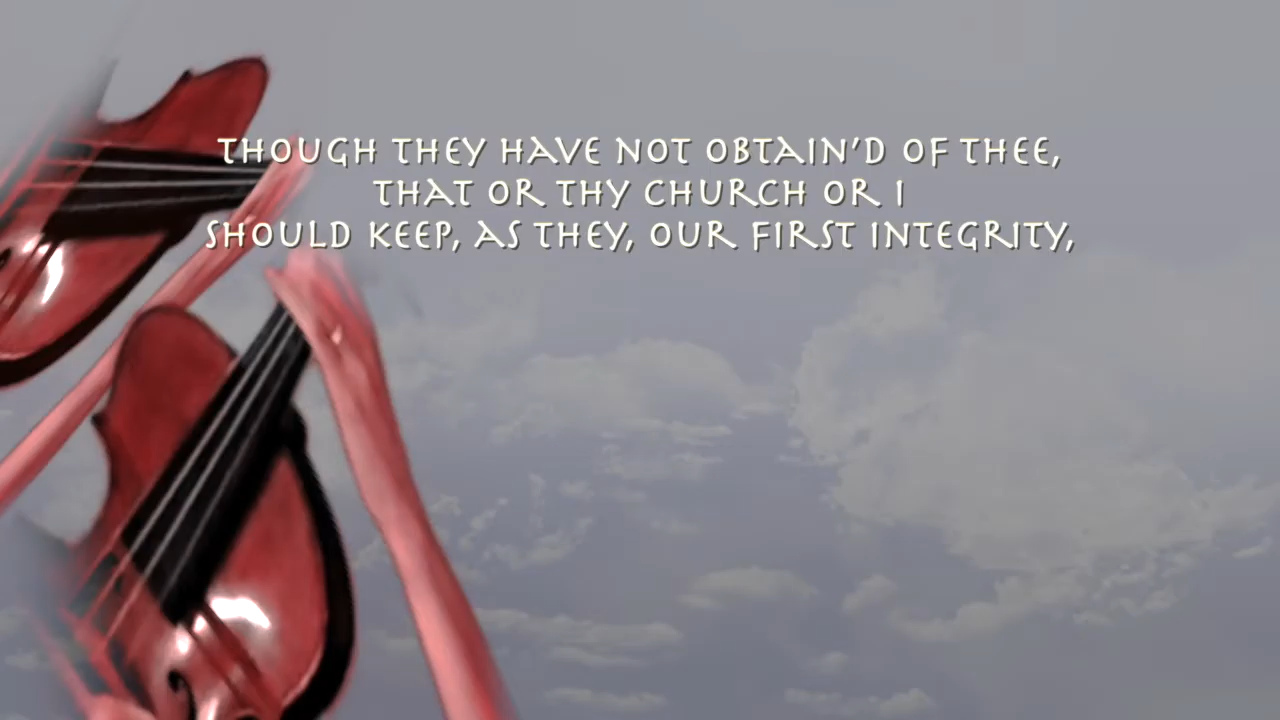 THOUGH THEY HAVE NOT OBTAIN'D OF THEE,
THAT OR THY CHURCH OR I
SHOULD KEEP, AS THEY, OUR FIRST INTEGRITY,